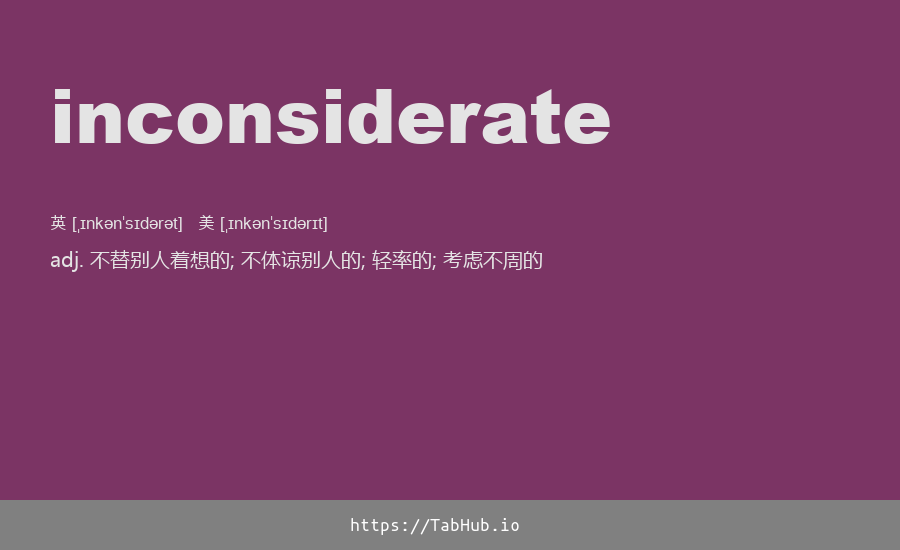 inconsiderate
英 [ˌɪnkənˈsɪdərət] 美 [ˌɪnkənˈsɪdərɪt]
adj. 不替别人着想的; 不体谅别人的; 轻率的; 考虑不周的
https://TabHub.io